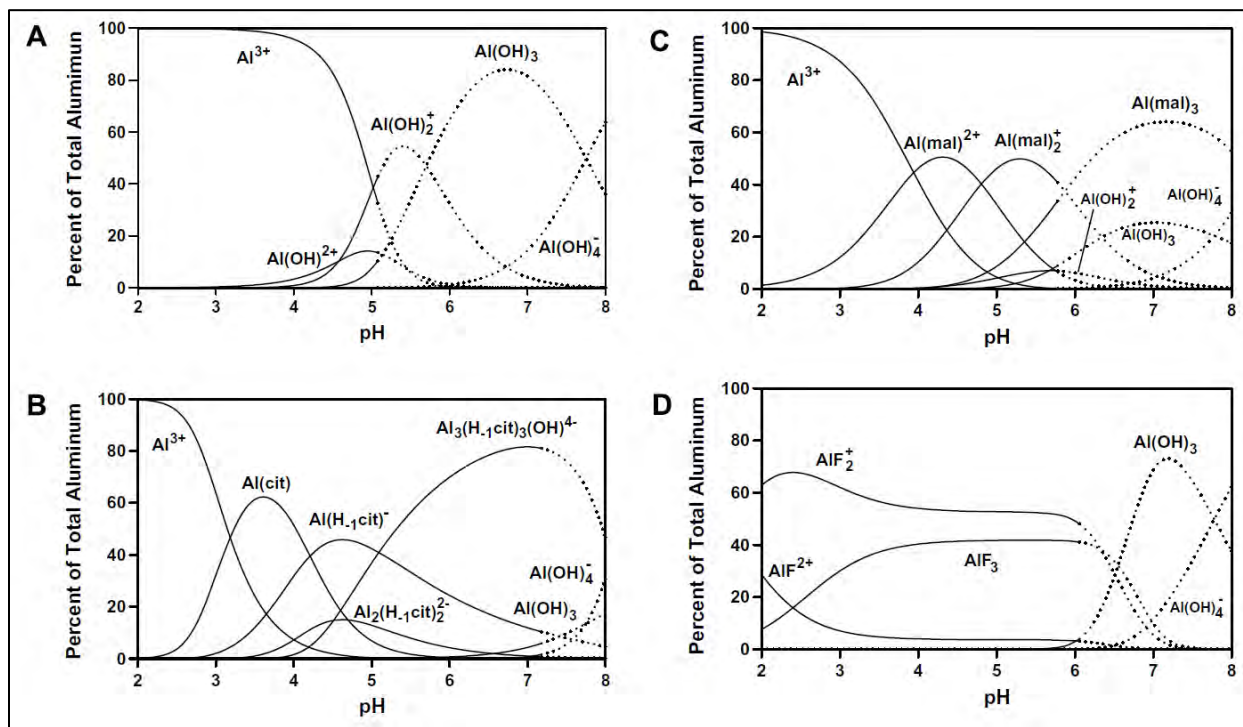 A
Percent of Total Aluminum
100
80
60
40
20
0
Al³⁺
Al(OH)²⁺
Al(OH)₂⁺
Al(OH)₃
Al(OH)₄⁻
2 3 4 5 6 7 8
pH
C
Percent of Total Aluminum
100
80
60
40
20
0
Al³⁺
Al(mal)²⁺
Al(mal)₂⁺
Al(mal)₃
Al(OH)₂⁺
Al(OH)₃
Al(OH)₄⁻
2 3 4 5 6 7 8
pH
B
Percent of Total Aluminum
100
80
60
40
20
0
Al³⁺
Al(cit)
Al(H₋₁cit)⁻
Al₂(H₋₁cit)₂²⁻
Al₃(H₋₁cit)₃(OH)⁴⁻
Al(OH)₄⁻
Al(OH)₃
2 3 4 5 6 7 8
pH
D
Percent of Total Aluminum
100
80
60
40
20
0
AlF₂⁺
AlF²⁺
AlF₃
Al(OH)₃
Al(OH)₄⁻
2 3 4 5 6 7 8
pH